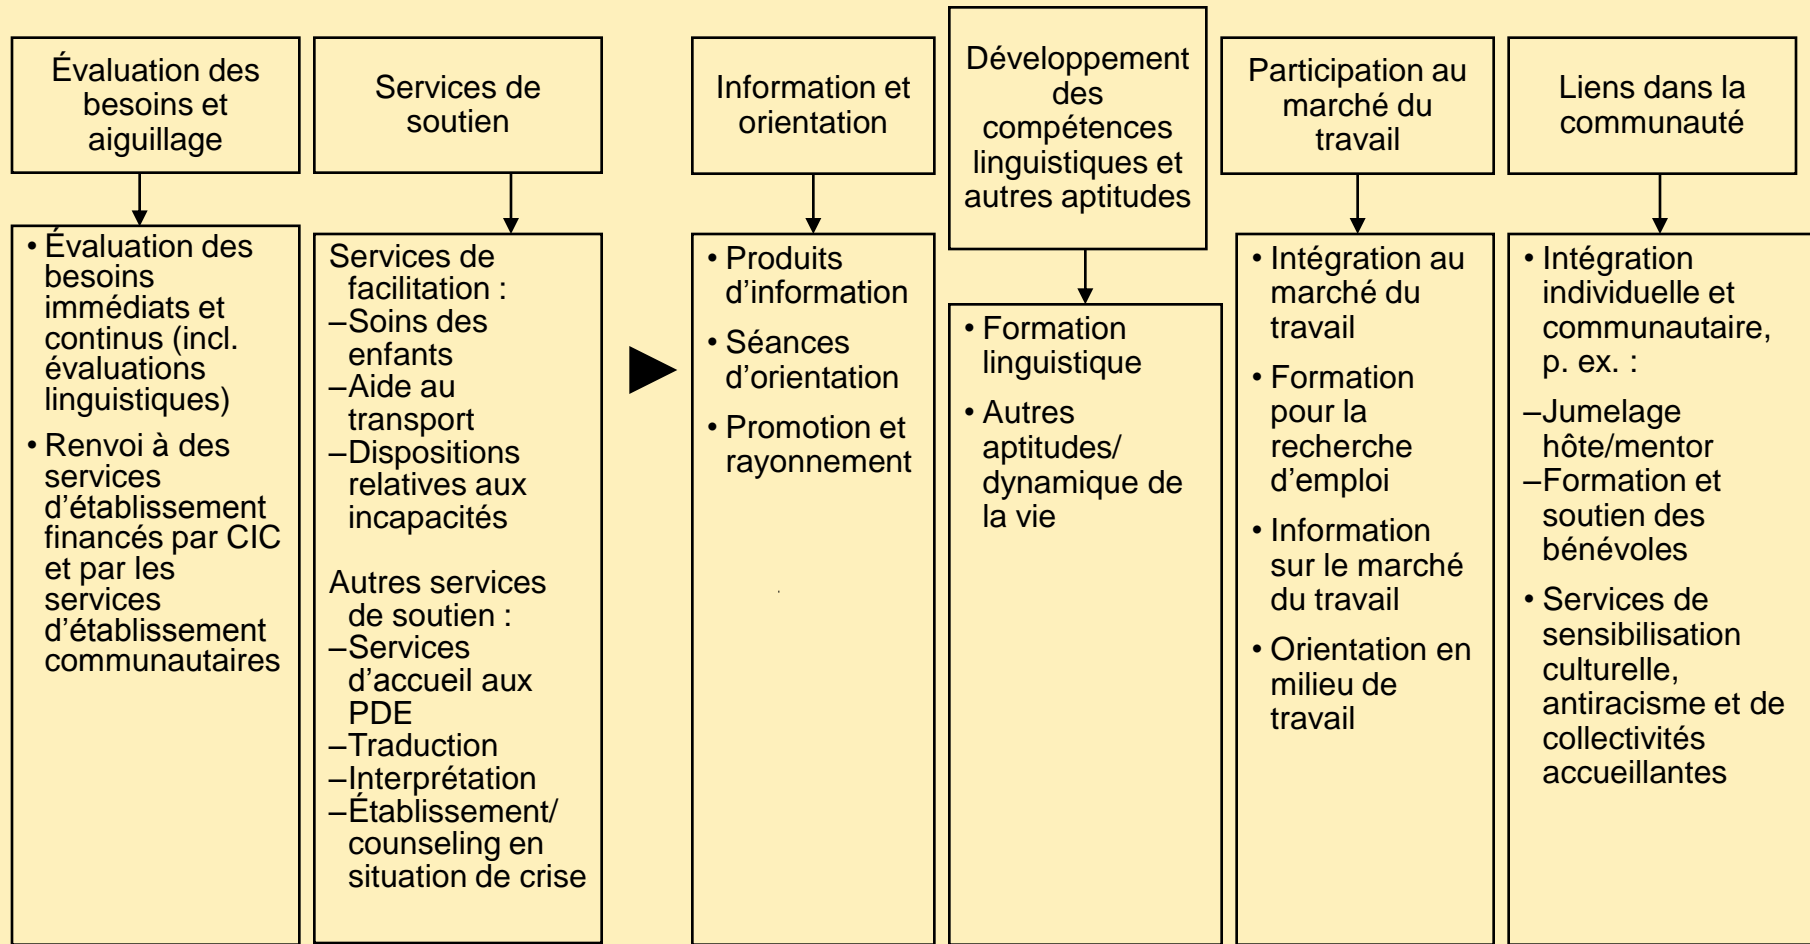 Évaluation des
besoins et
aiguillage
Services de
soutien
Information et
orientation
Développement
des
compétences
linguistiques et
autres aptitudes
Participation au
marché du
travail
Liens dans la
communauté
• Évaluation des
besoins
immédiats et
continus (incl.
évaluations
linguistiques)
• Renvoi à des
services
d’établissement
financés par CIC
et par les
services
d’établissement
communautaires
Services de
facilitation :
–Soins des
enfants
–Aide au
transport
–Dispositions
relatives aux
incapacités
Autres services
de soutien :
–Services
d’accueil aux
PDE
–Traduction
–Interprétation
–Établissement/
counseling en
situation de crise
• Produits
d’information
• Séances
d’orientation
• Promotion et
rayonnement
• Formation
linguistique
• Autres
aptitudes/
dynamique de
la vie
• Intégration au
marché du
travail
• Formation
pour la
recherche
d’emploi
• Information
sur le marché
du travail
• Orientation en
milieu de
travail
• Intégration
individuelle et
communautaire,
p. ex. :
–Jumelage
hôte/mentor
–Formation et
soutien des
bénévoles
• Services de
sensibilisation
culturelle,
antiracisme et de
collectivités
accueillantes